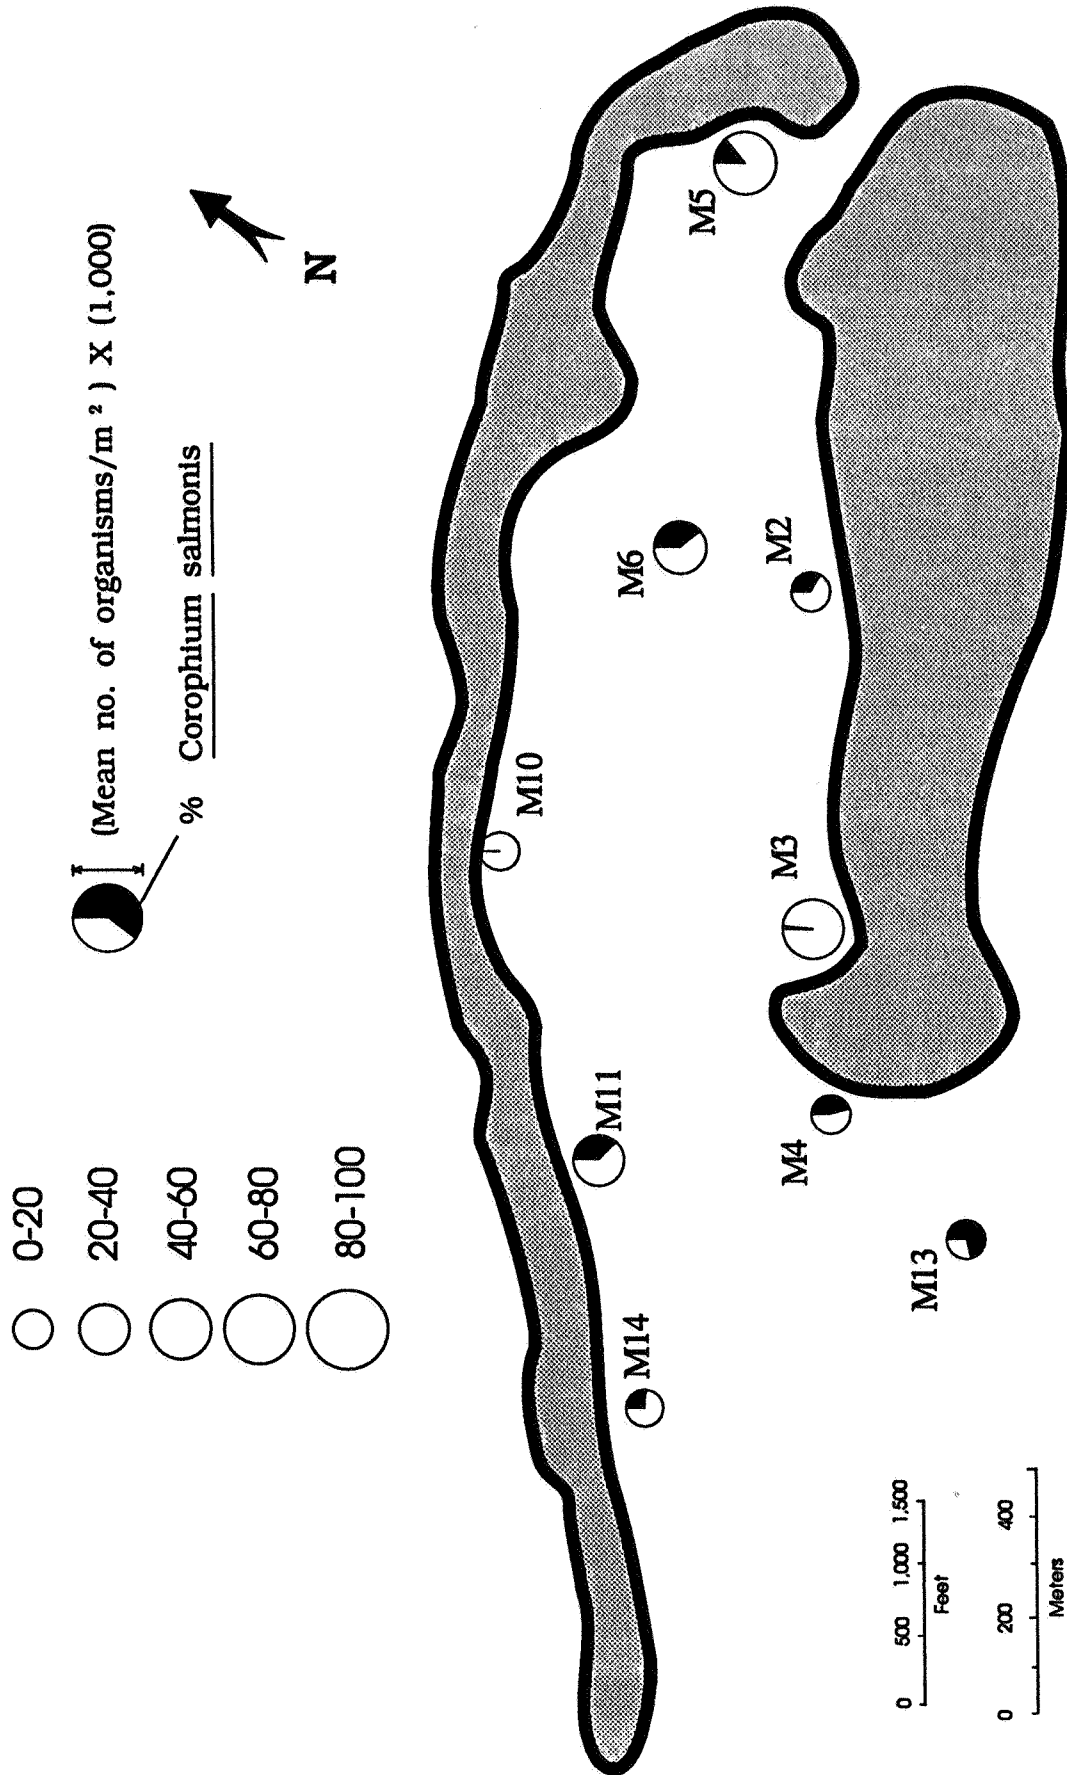 0-20
20-40
40-60
60-80
80-100
(Mean no. of organisms/m²) X (1,000)
% Corophium salmonis
N
M5
M6
M2
M10
M3
M11
M4
M14
M13
0 500 1,000 1,500
Feet
0 200 400
Meters